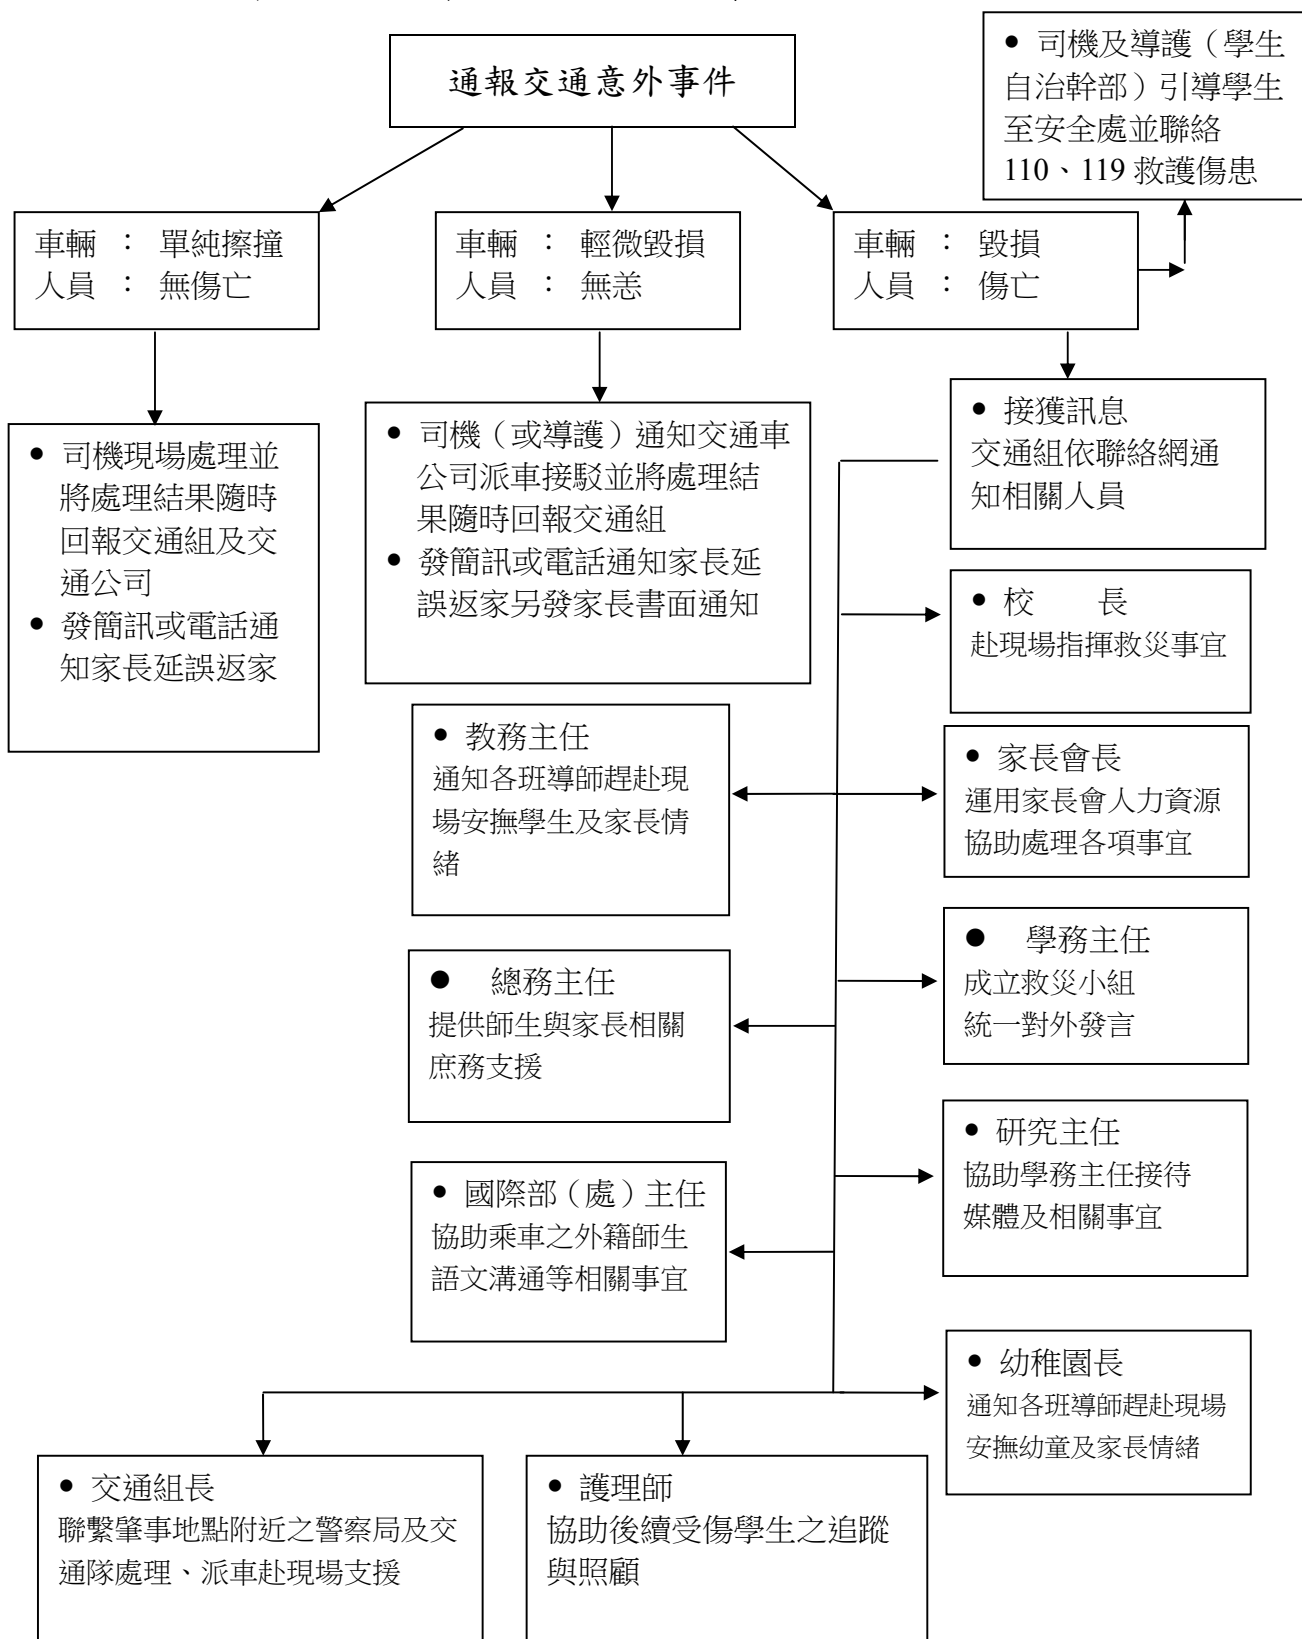 通報交通意外事件
● 司機及導護（學生
自治幹部）引導學生
至安全處並聯絡
110、119 救護傷患
車輛 ： 單純擦撞
人員 ： 無傷亡
車輛 ： 輕微毀損
人員 ： 無恙
車輛 ： 毀損
人員 ： 傷亡
● 司機現場處理並
將處理結果隨時
回報交通組及交
通公司
● 發簡訊或電話通
知家長延誤返家
● 司機（或導護）通知交通車
公司派車接駁並將處理結
果隨時回報交通組
● 發簡訊或電話通知家長延
誤返家另發家長書面通知
● 接獲訊息
交通組依聯絡網通
知相關人員
● 校　　長
赴現場指揮救災事宜
● 教務主任
通知各班導師趕赴現
場安撫學生及家長情
緒
● 家長會長
運用家長會人力資源
協助處理各項事宜
● 總務主任
提供師生與家長相關
庶務支援
● 學務主任
成立救災小組
統一對外發言
● 國際部（處）主任
協助乘車之外籍師生
語文溝通等相關事宜
● 研究主任
協助學務主任接待
媒體及相關事宜
● 幼稚園長
通知各班導師趕赴現場
安撫幼童及家長情緒
● 交通組長
聯繫肇事地點附近之警察局及交
通隊處理、派車赴現場支援
● 護理師
協助後續受傷學生之追蹤
與照顧